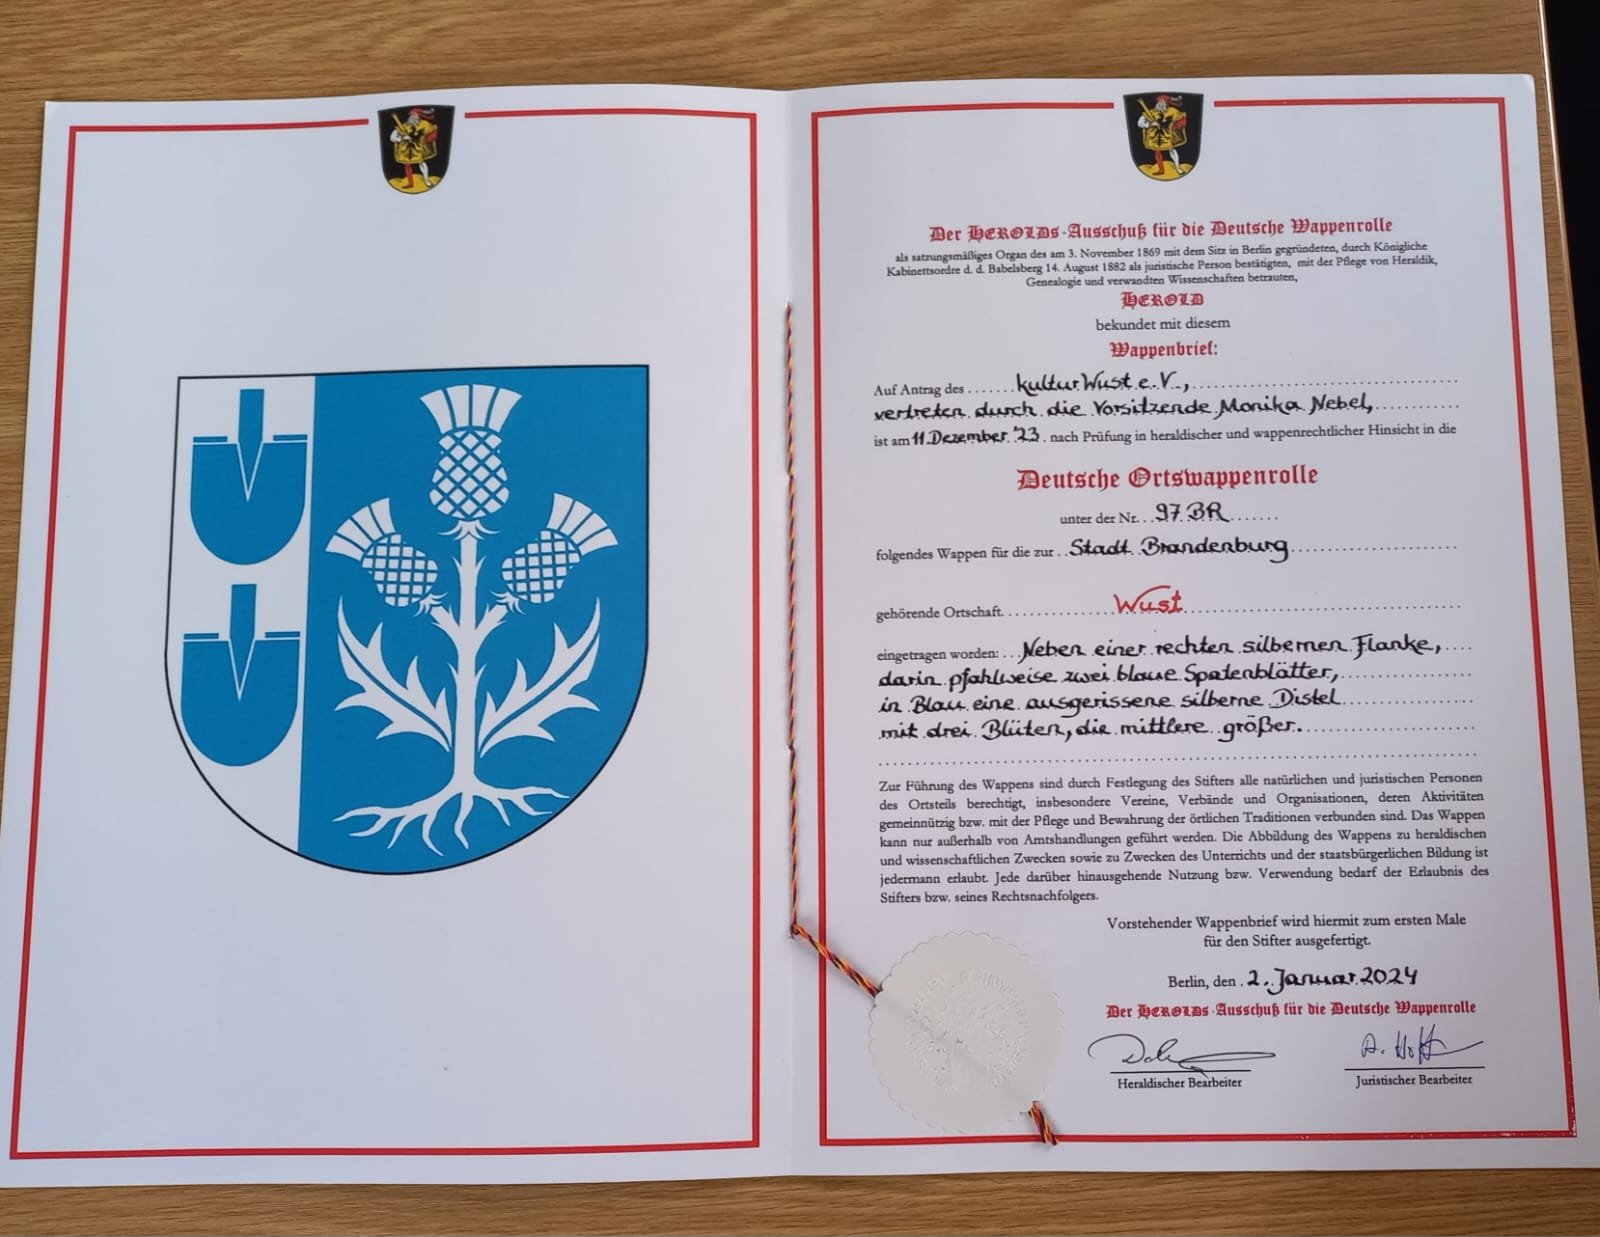 Der HEROLDS-Ausschuß für die Deutsche Wappenrolle
als satzungsmäßiges Organ des am 3. November 1869 mit dem Sitz in Berlin gegründeten, durch Königliche
Kabinettsordre d. d. Babelsberg 14. August 1882 als juristische Person bestätigten, mit der Pflege von Heraldik,
Genealogie und verwandten Wissenschaften betrauten,
HEROLD
bekundet mit diesem
Wappenbrief:
Auf Antrag des ...... kultur.Wust e.V.,
vertreten durch die Vorsitzende Monika Nebel,
ist am 11. Dezember '23. nach Prüfung in heraldischer und wappenrechtlicher Hinsicht in die
Deutsche Ortswappenrolle
unter der Nr. 97 BR
folgendes Wappen für die zur Stadt Brandenburg
gehörende Ortschaft Wust
eingetragen worden: Neben einer rechten silbernen Flanke,
darin pfahlweise zwei blaue Spatenblätter,
in Blau eine ausgerissene silberne Distel
mit drei Blüten, die mittlere größer.
Zur Führung des Wappens sind durch Festlegung des Stifters alle natürlichen und juristischen Personen
des Ortsteils berechtigt, insbesondere Vereine, Verbände und Organisationen, deren Aktivitäten
gemeinnützig bzw. mit der Pflege und Bewahrung der örtlichen Traditionen verbunden sind. Das Wappen
kann nur außerhalb von Amtshandlungen geführt werden. Die Abbildung des Wappens zu heraldischen
und wissenschaftlichen Zwecken sowie zu Zwecken des Unterrichts und der staatsbürgerlichen Bildung ist
jedermann erlaubt. Jede darüber hinausgehende Nutzung bzw. Verwendung bedarf der Erlaubnis des
Stifters bzw. seines Rechtsnachfolgers.
Vorstehender Wappenbrief wird hiermit zum ersten Male
für den Stifter ausgefertigt.
Berlin, den 2. Januar 2024
Der HEROLDS-Ausschuß für die Deutsche Wappenrolle
Heraldischer Bearbeiter
Juristischer Bearbeiter